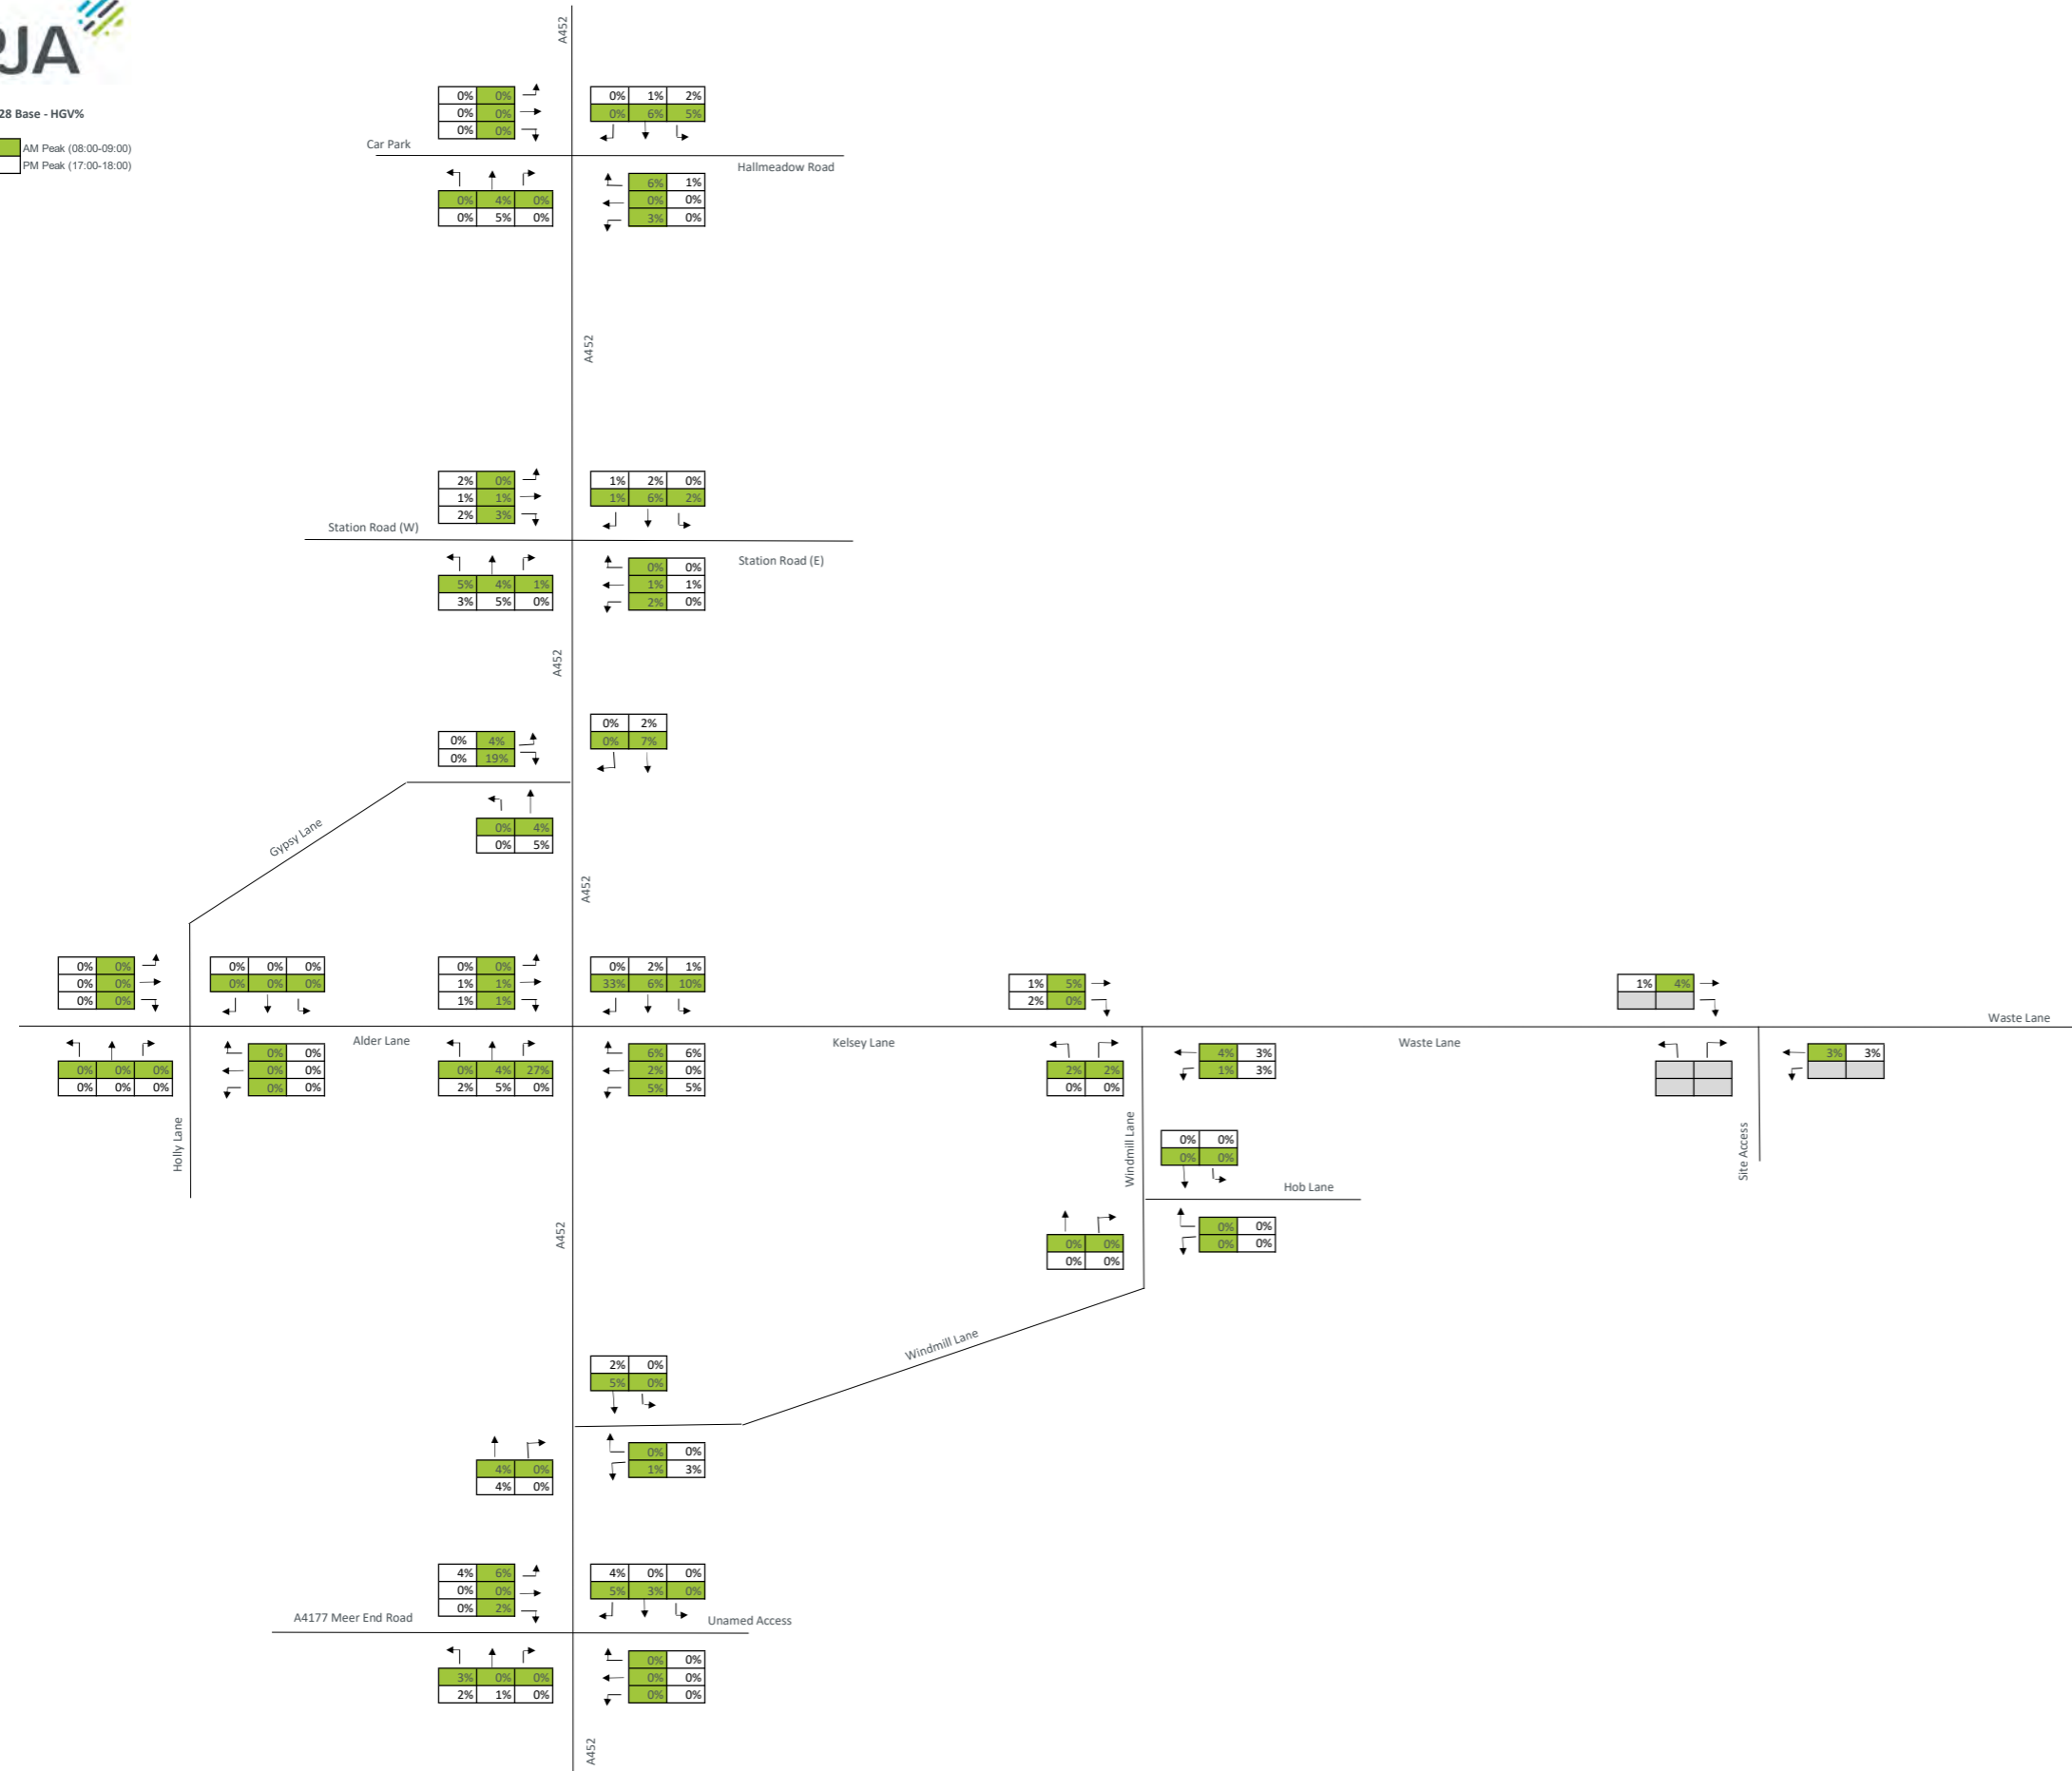 PJA
28 Base - HGV%
AM Peak (08:00-09:00)
PM Peak (17:00-18:00)
A452
0% 0%
0% 0%
0% 0%
0% 1% 2%
0% 6% 5%
Car Park
Hallmeadow Road
0% 4% 0%
0% 5% 0%
6% 1%
0% 0%
3% 0%
A452
2% 0%
1% 1%
2% 3%
1% 2% 0%
1% 6% 2%
Station Road (W)
Station Road (E)
5% 4% 1%
3% 5% 0%
0% 0%
1% 1%
2% 0%
A452
0% 4%
0% 19%
0% 2%
0% 7%
Gypsy Lane
0% 4%
0% 5%
A452
0% 0%
0% 0%
0% 0%
0% 0% 0%
0% 0% 0%
0% 0%
1% 1%
1% 1%
0% 2% 1%
33% 6% 10%
1% 5%
2% 0%
1% 4%
Waste Lane
Alder Lane
Kelsey Lane
Waste Lane
0% 0% 0%
0% 0% 0%
0% 0%
0% 0%
0% 0%
0% 4% 27%
2% 5% 0%
6% 6%
2% 0%
5% 5%
2% 2%
0% 0%
4% 3%
1% 3%
3% 3%
Holly Lane
Windmill Lane
Site Access
0% 0%
0% 0%
Hob Lane
A452
0% 0%
0% 0%
0% 0%
0% 0%
Windmill Lane
2% 0%
5% 0%
4% 0%
4% 0%
0% 0%
1% 3%
4% 6%
0% 0%
0% 2%
4% 0% 0%
5% 3% 0%
A4177 Meer End Road
Unamed Access
3% 0% 0%
2% 1% 0%
0% 0%
0% 0%
0% 0%
A452